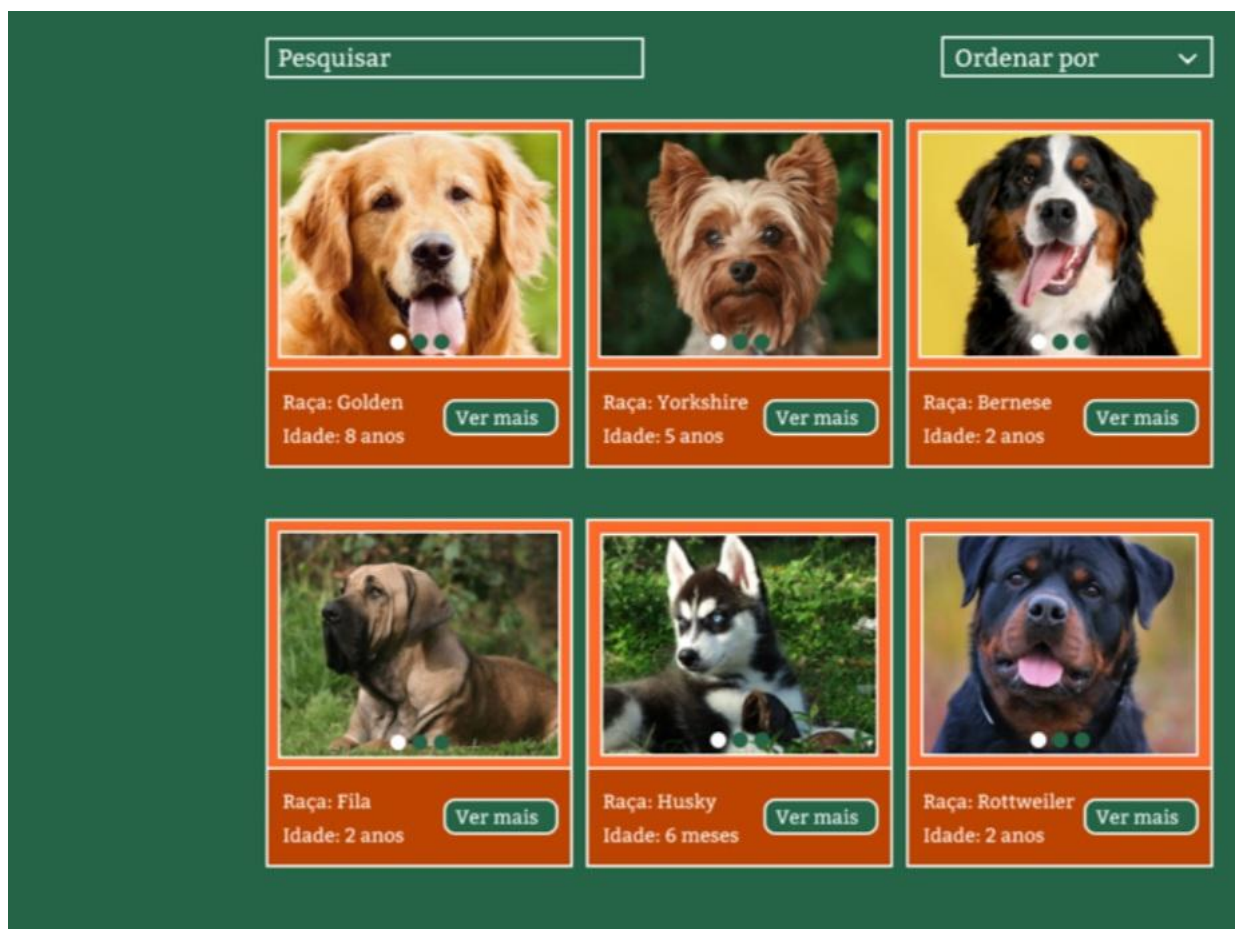 Pesquisar
Ordenar por
Raça: Golden
Idade: 8 anos
Ver mais
Raça: Yorkshire
Idade: 5 anos
Ver mais
Raça: Bernese
Idade: 2 anos
Ver mais
Raça: Fila
Idade: 2 anos
Ver mais
Raça: Husky
Idade: 6 meses
Ver mais
Raça: Rottweiler
Idade: 2 anos
Ver mais